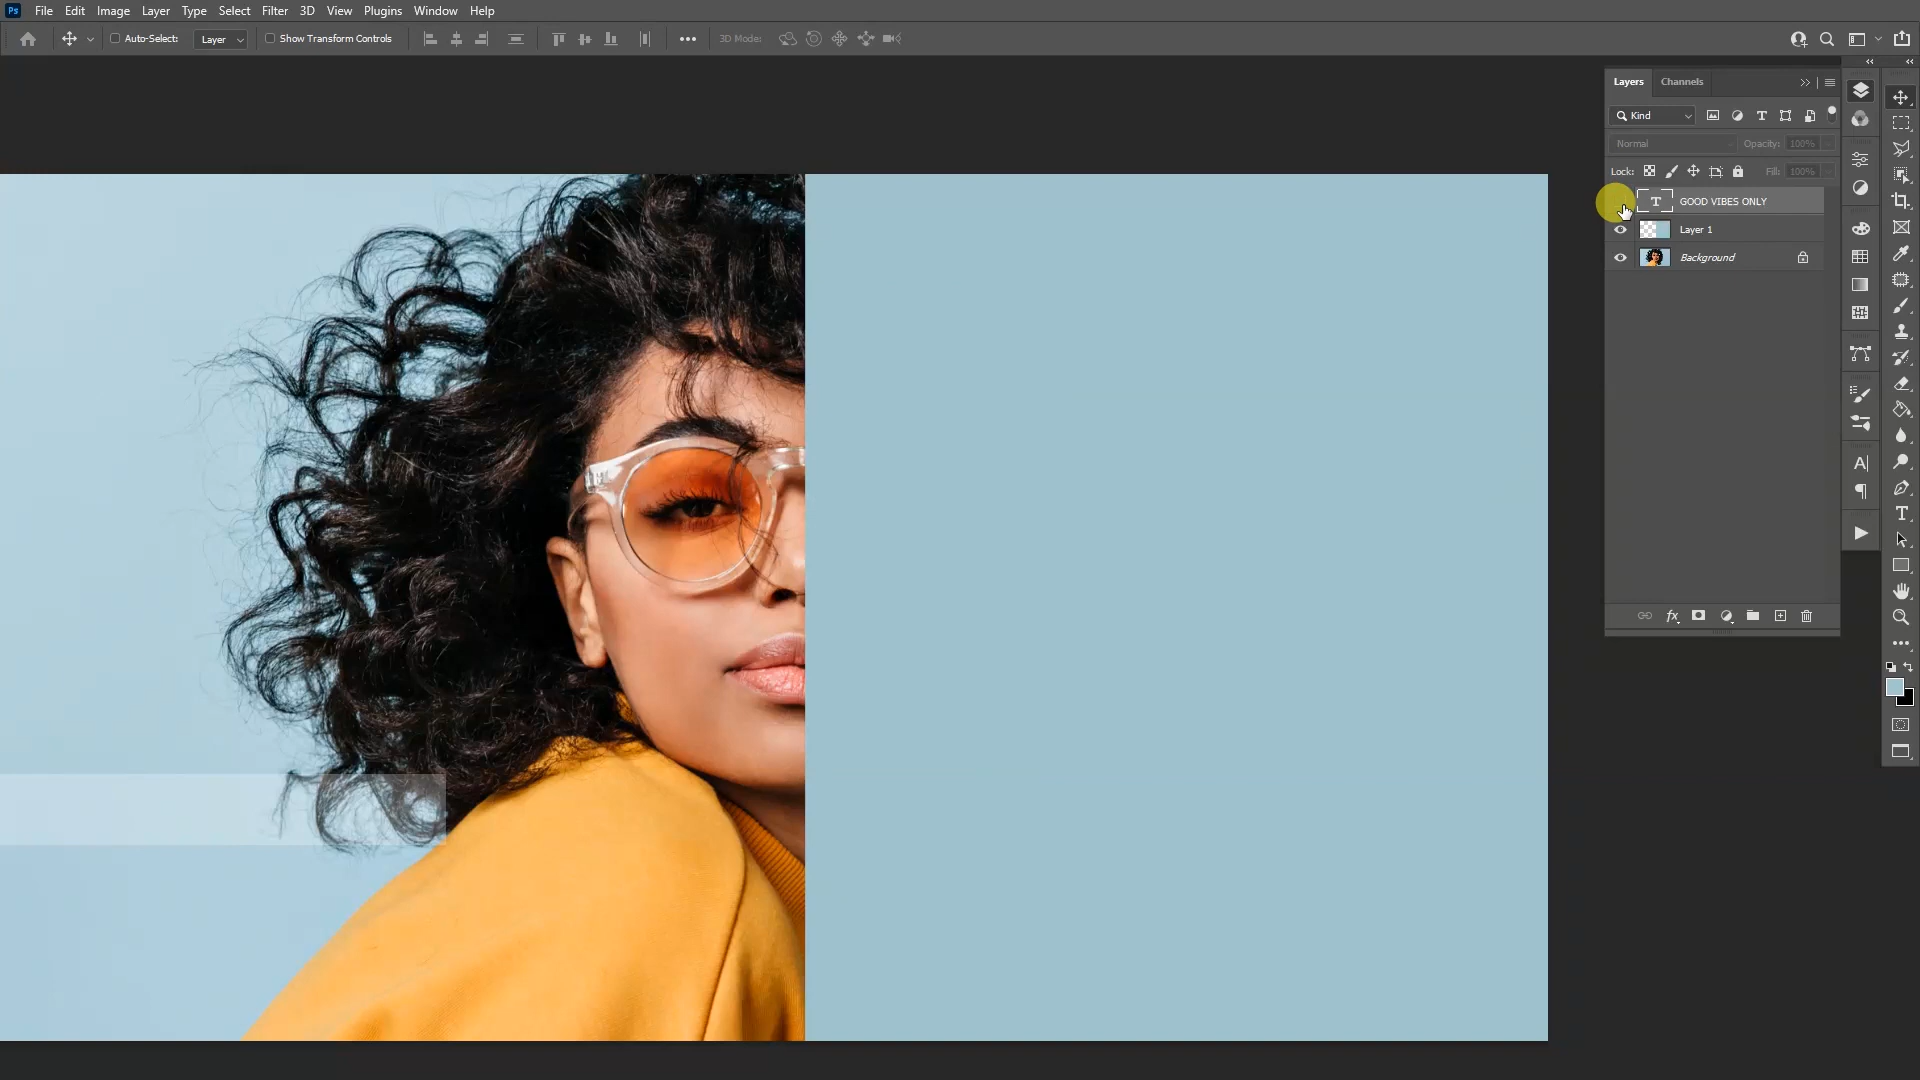 Ps File Edit Image Layer Type Select Filter 3D View Plugins Window Help
Auto-Select: Layer Show Transform Controls 3D Mode:
Layers Channels
Kind
Normal Opacity: 100%
Lock: Fill: 100%
T GOOD VIBES ONLY
Layer 1
Background